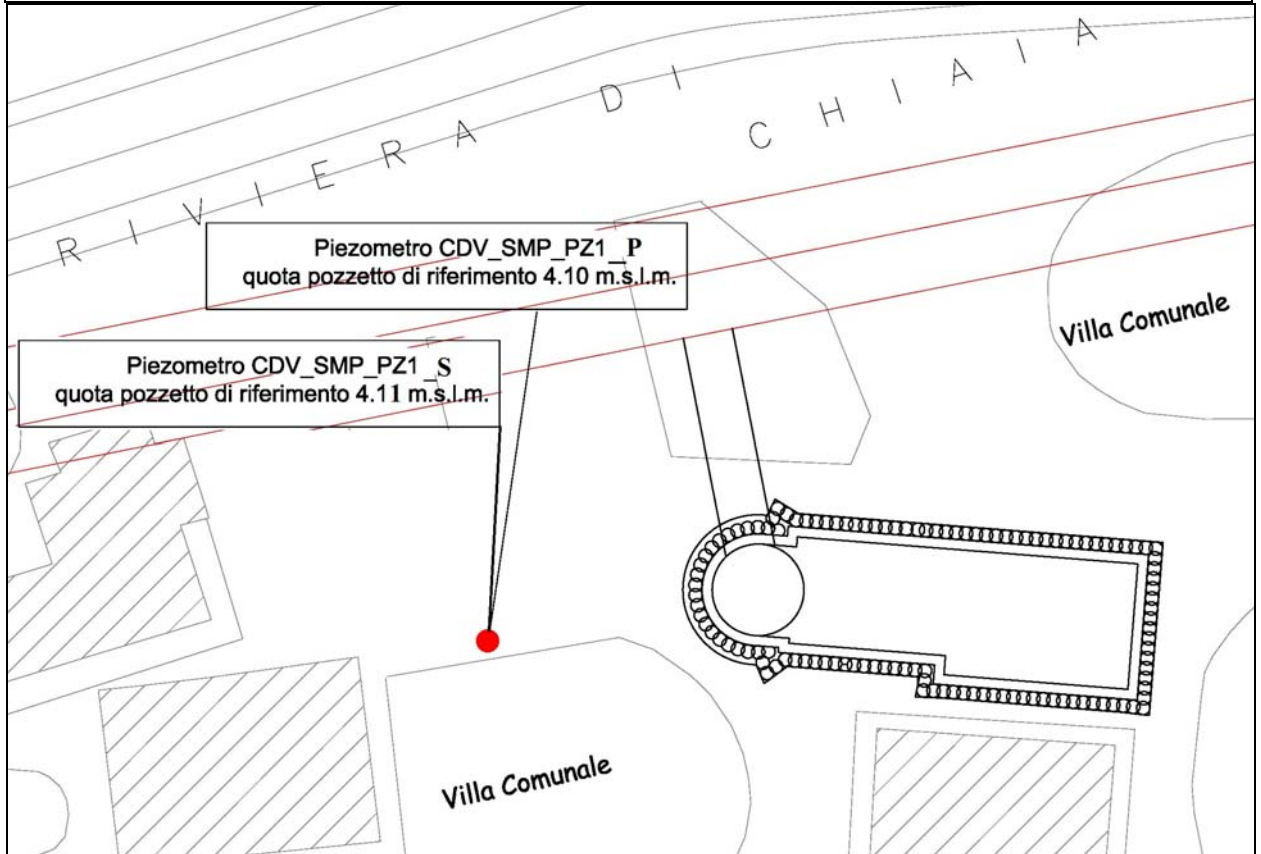 RIVIERA DI CHIAIA
Piezometro CDV_SMP_PZ1_P
quota pozzetto di riferimento 4.10 m.s.l.m.
Piezometro CDV_SMP_PZ1_S
quota pozzetto di riferimento 4.11 m.s.l.m.
Villa Comunale
Villa Comunale